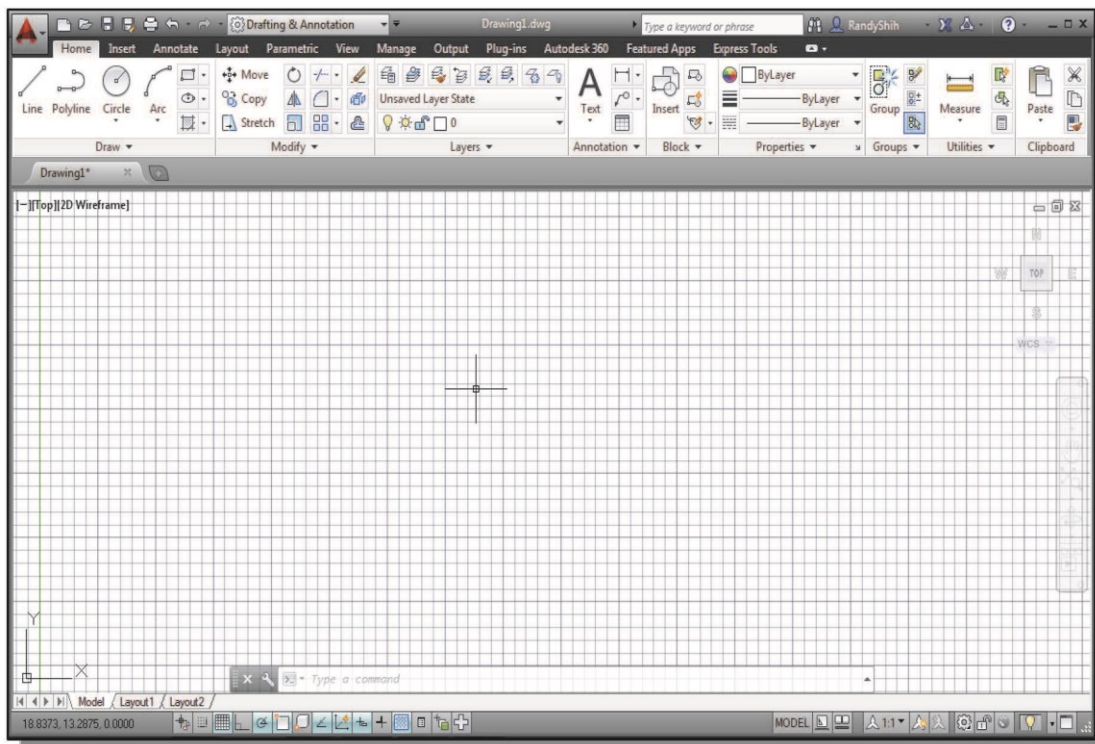 Drafting & Annotation Drawing1.dwg Type a keyword or phrase RandyShih
Home Insert Annotate Layout Parametric View Manage Output Plug-ins Autodesk 360 Featured Apps Express Tools
Line Polyline Circle Arc
Move
Copy
Stretch
Unsaved Layer State
0
Text
Insert
ByLayer
ByLayer
ByLayer
Group
Measure
Paste
Draw Modify Layers Annotation Block Properties Groups Utilities Clipboard
Drawing1*
[−][Top][2D Wireframe]
N
W TOP E
S
WCS
Y
X
Type a command
Model Layout1 Layout2
18.8373, 13.2875, 0.0000 MODEL 1:1